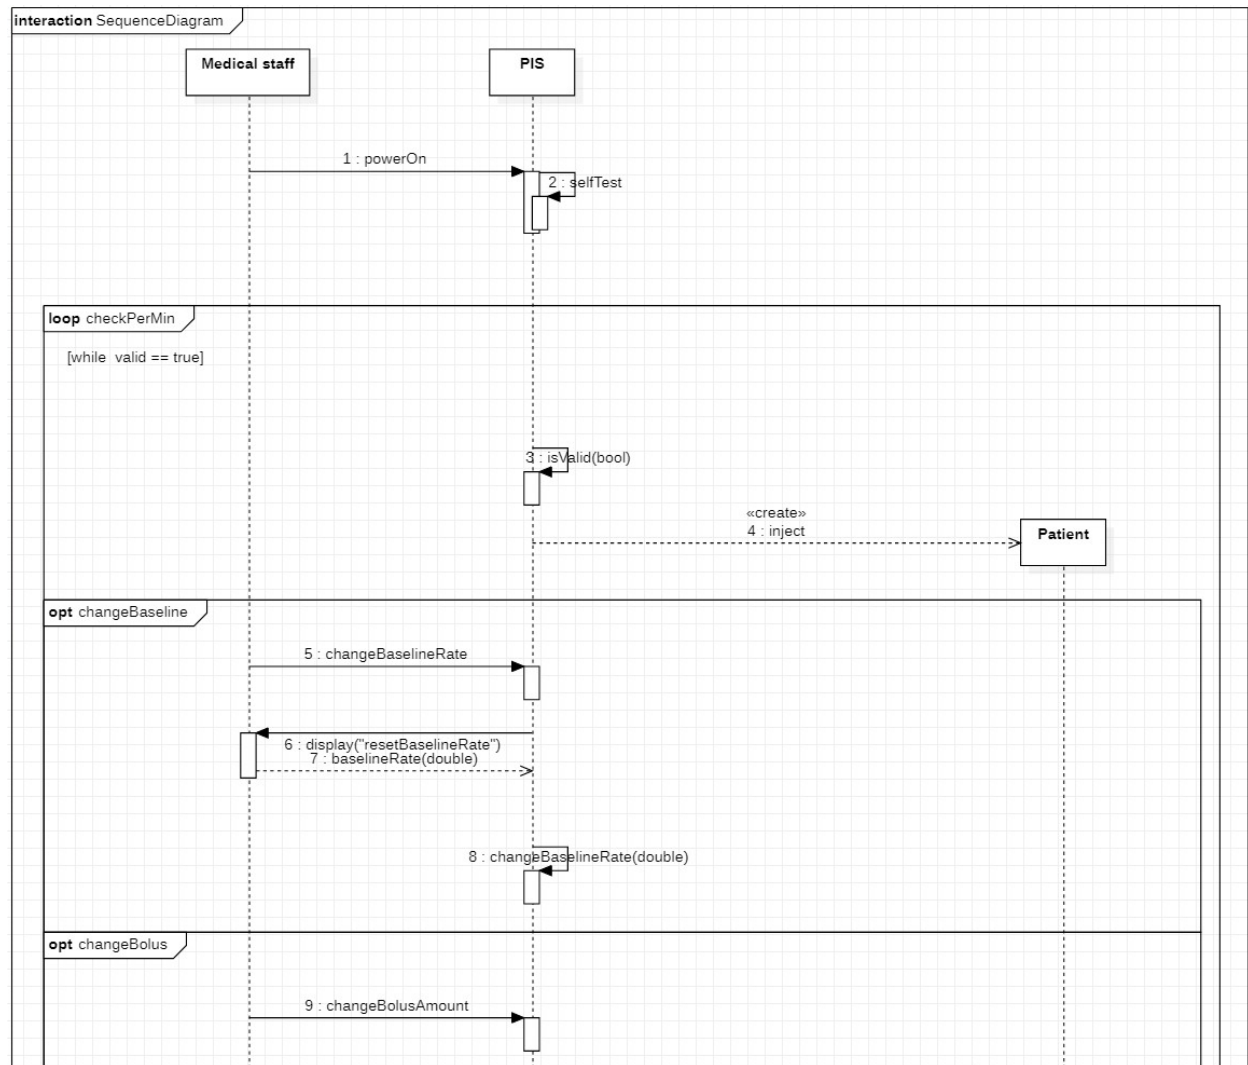 interaction SequenceDiagram
Medical staff
PIS
1 : powerOn
2 : selfTest
loop checkPerMin
[while  valid == true]
3 : isValid(bool)
«create»
4 : inject
Patient
opt changeBaseline
5 : changeBaselineRate
6 : display("resetBaselineRate")
7 : baselineRate(double)
8 : changeBaselineRate(double)
opt changeBolus
9 : changeBolusAmount